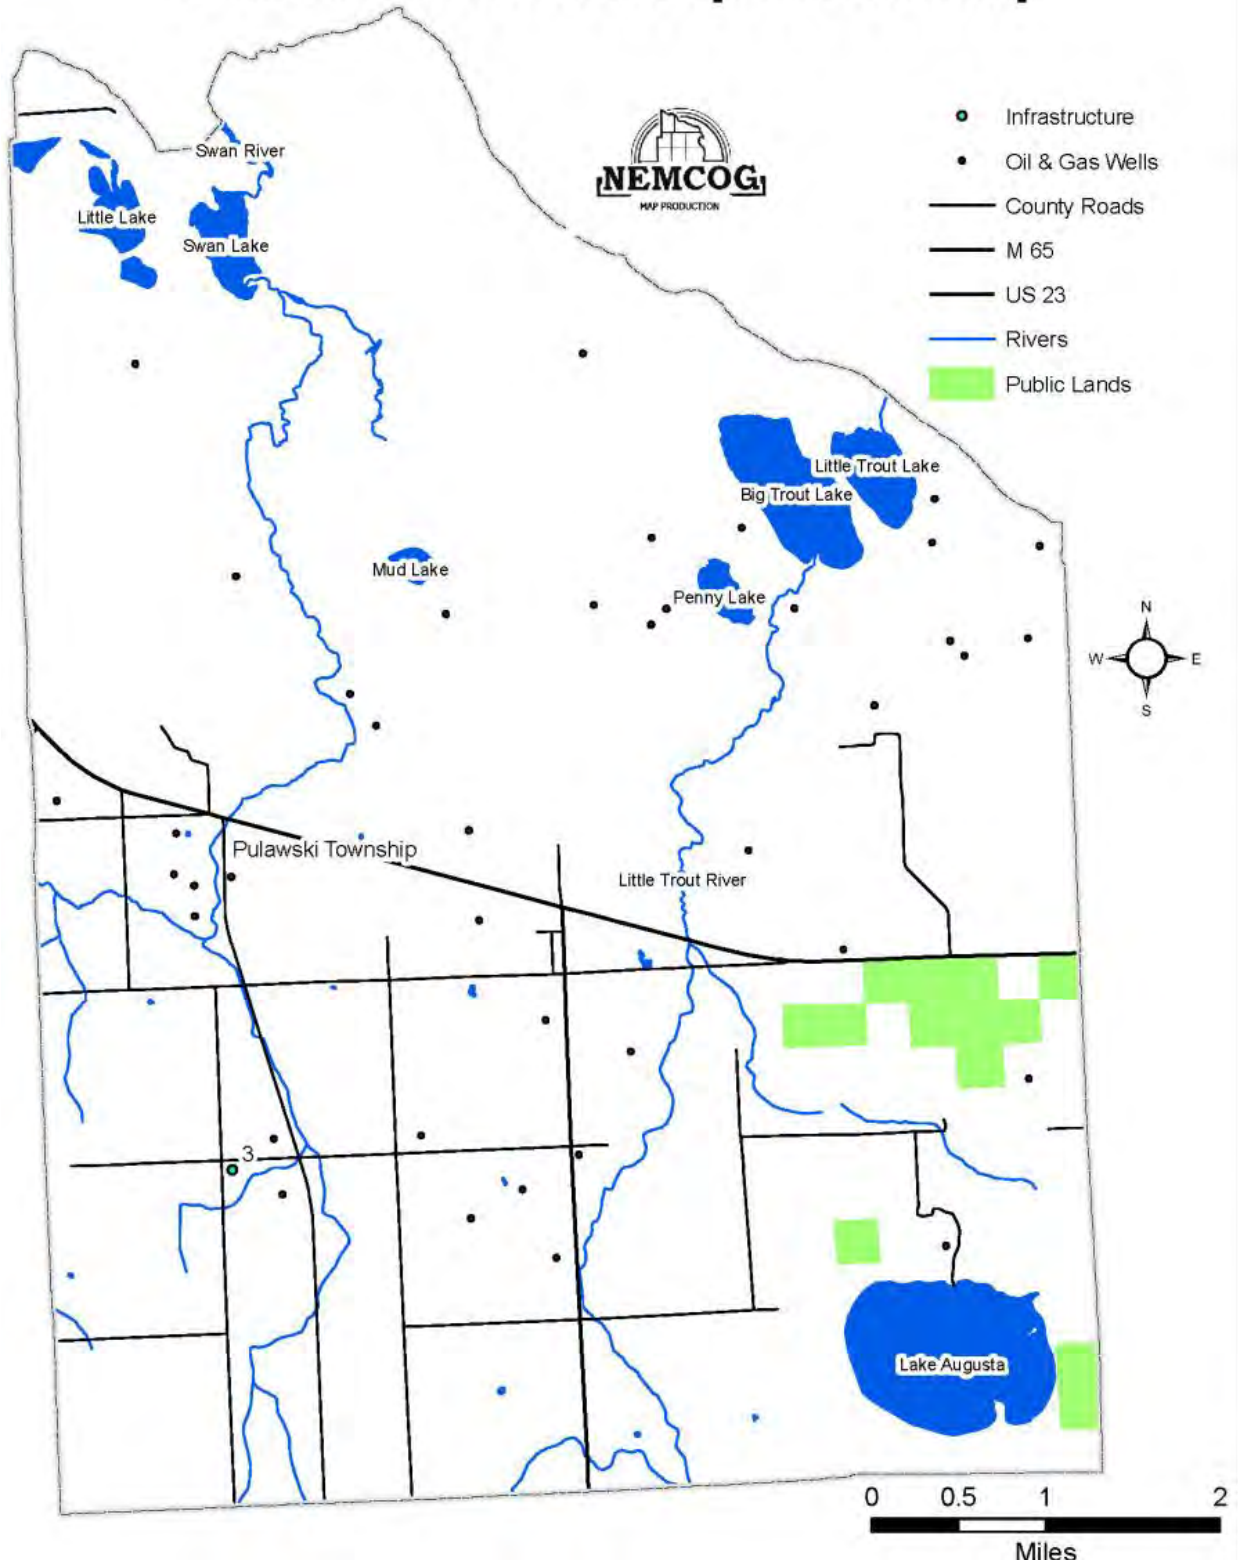 Swan River
Little Lake
Swan Lake
NEMCOG
MAP PRODUCTION
Infrastructure
Oil & Gas Wells
County Roads
M 65
US 23
Rivers
Public Lands
Little Trout Lake
Big Trout Lake
Mud Lake
Penny Lake
N
W E
S
Pulawski Township
Little Trout River
3
Lake Augusta
0 0.5 1 2
Miles